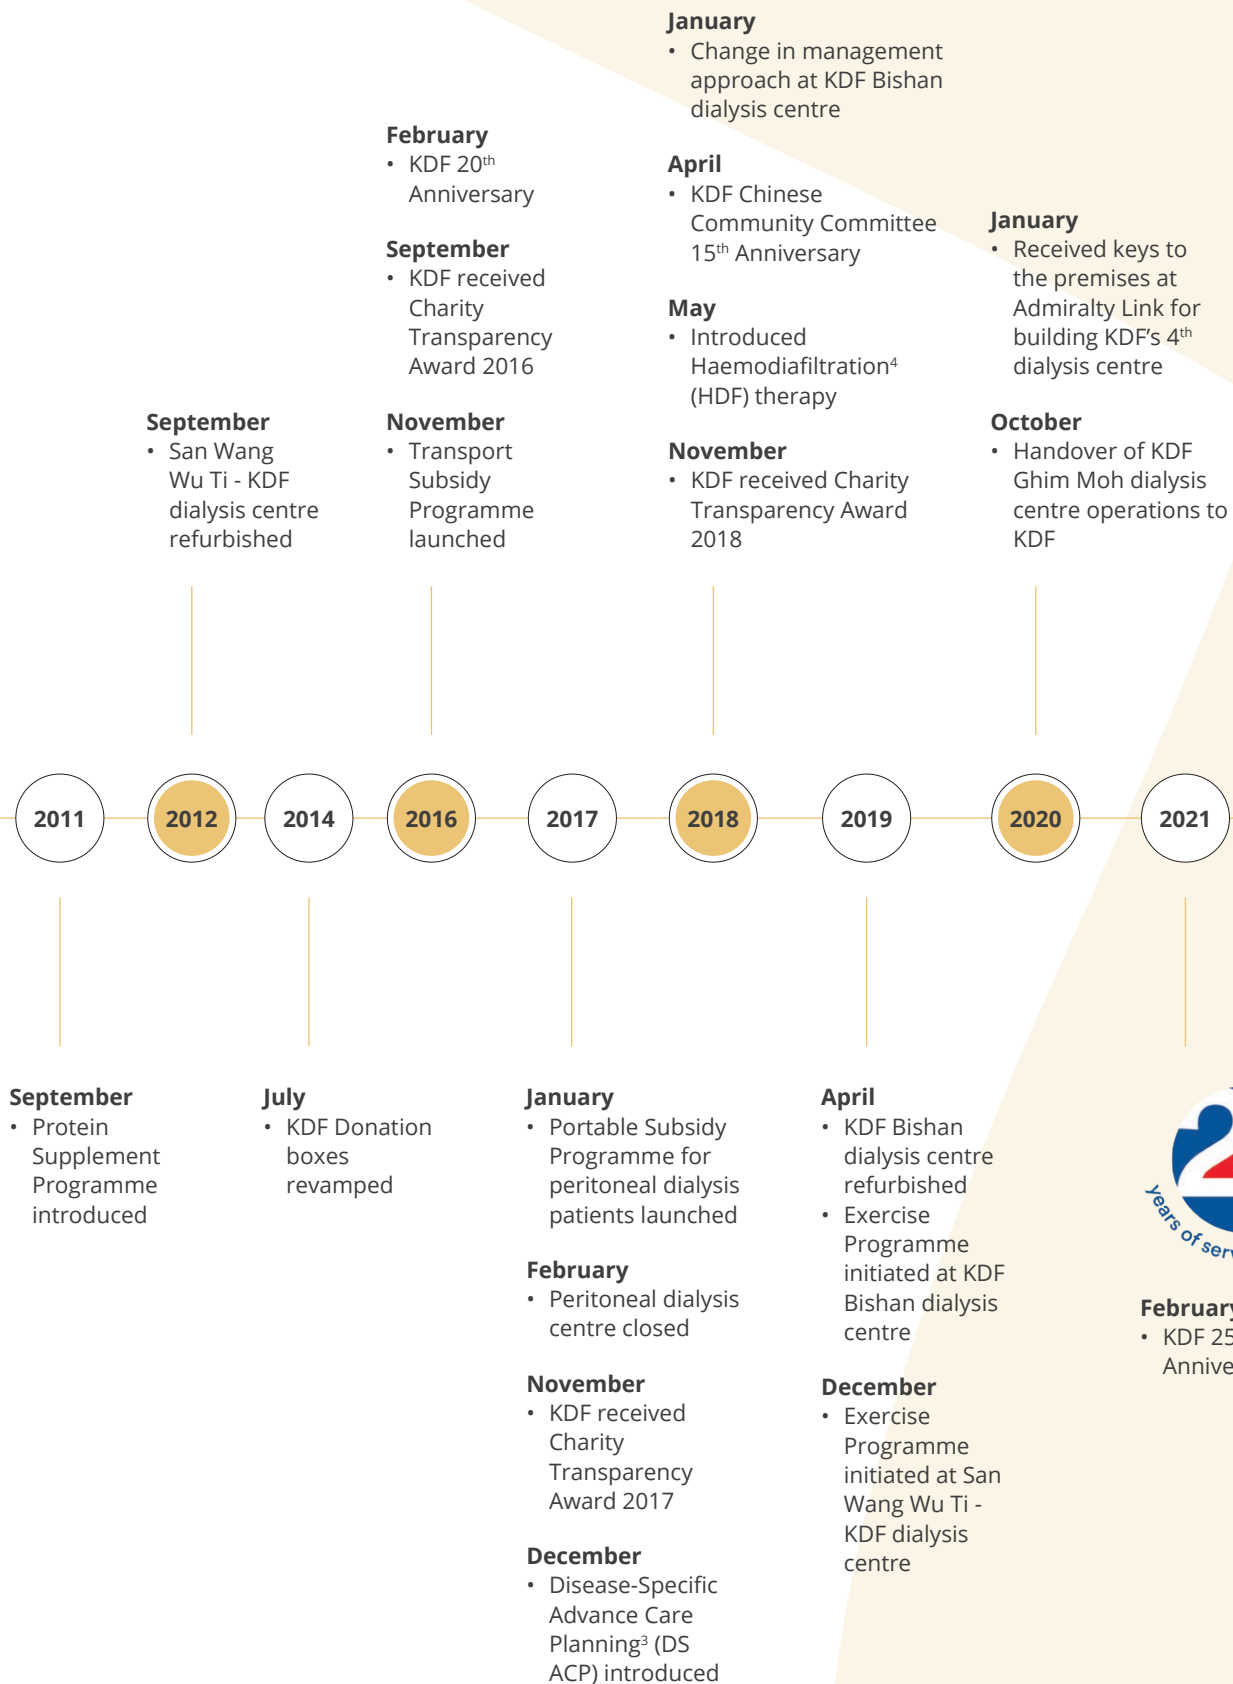 January
• Change in management
approach at KDF Bishan
dialysis centre
February
• KDF 20th
Anniversary
April
• KDF Chinese
Community Committee
15th Anniversary
January
• Received keys to
the premises at
Admiralty Link for
building KDF's 4th
dialysis centre
September
• KDF received
Charity
Transparency
Award 2016
May
• Introduced
Haemodiafiltration4
(HDF) therapy
September
• San Wang
Wu Ti - KDF
dialysis centre
refurbished
November
• Transport
Subsidy
Programme
launched
November
• KDF received Charity
Transparency Award
2018
October
• Handover of KDF
Ghim Moh dialysis
centre operations to
KDF
2011
2012
2014
2016
2017
2018
2019
2020
2021
September
• Protein
Supplement
Programme
introduced
July
• KDF Donation
boxes
revamped
January
• Portable Subsidy
Programme for
peritoneal dialysis
patients launched
February
• Peritoneal dialysis
centre closed
November
• KDF received
Charity
Transparency
Award 2017
December
• Disease-Specific
Advance Care
Planning3 (DS
ACP) introduced
April
• KDF Bishan
dialysis centre
refurbished
• Exercise
Programme
initiated at KDF
Bishan dialysis
centre
December
• Exercise
Programme
initiated at San
Wang Wu Ti -
KDF dialysis
centre
2
years of
February
• KDF 25